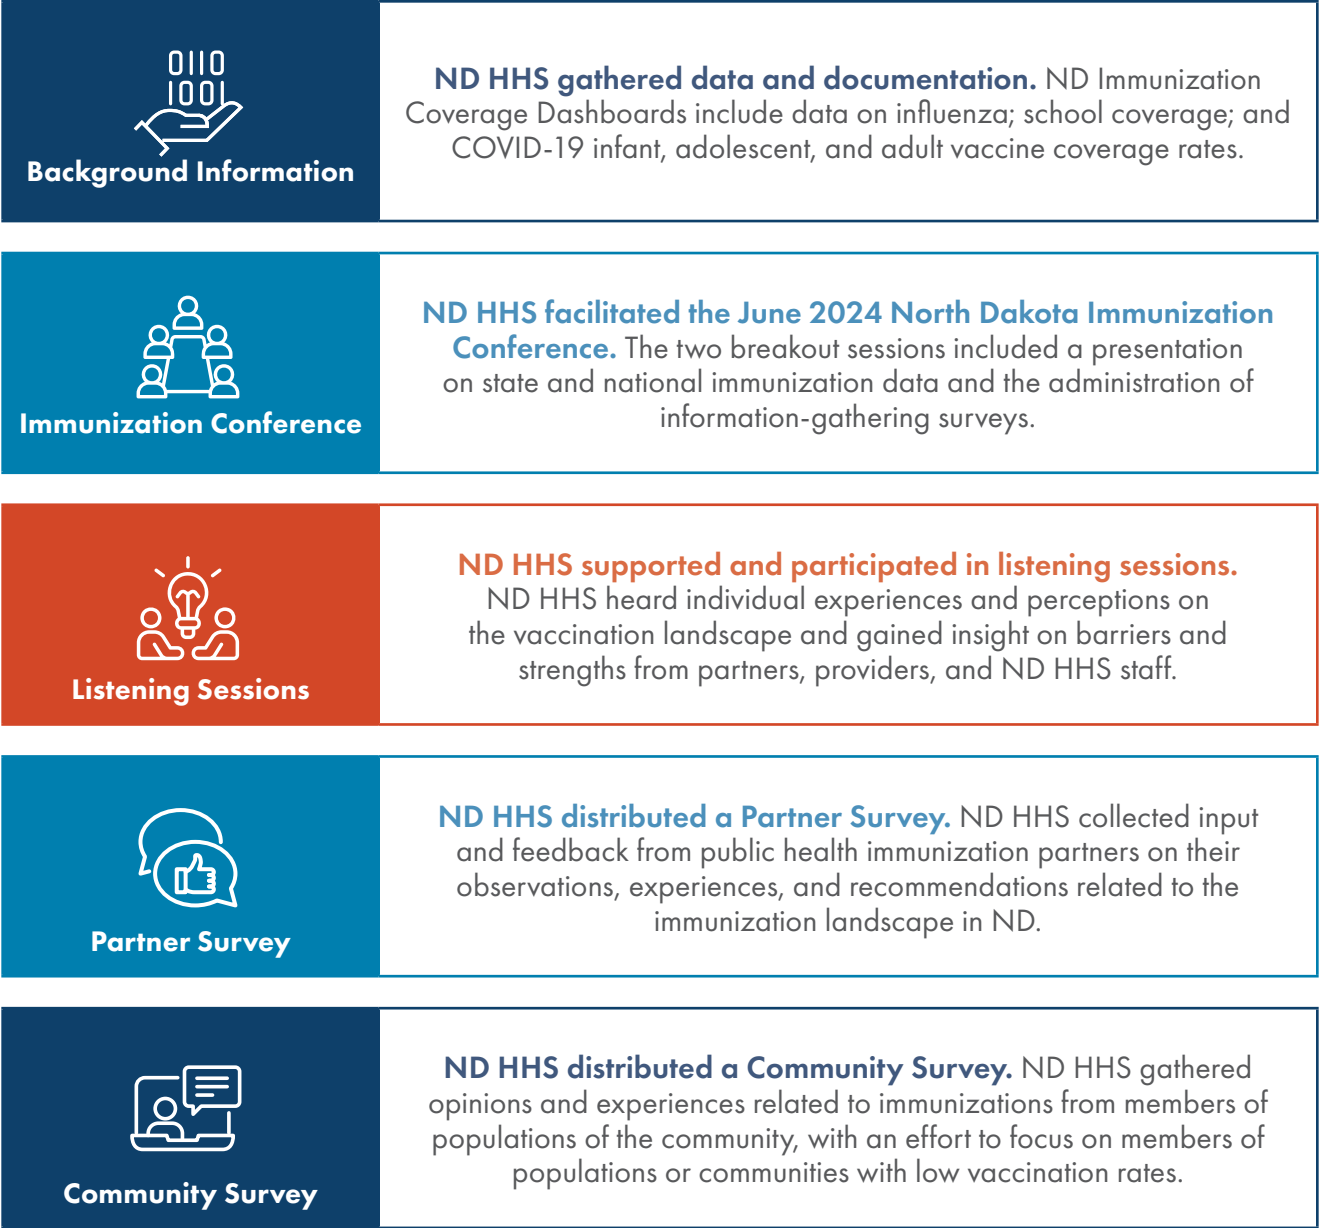 0110
1001
Background Information
ND HHS gathered data and documentation. ND Immunization
Coverage Dashboards include data on influenza; school coverage; and
COVID-19 infant, adolescent, and adult vaccine coverage rates.
Immunization Conference
ND HHS facilitated the June 2024 North Dakota Immunization
Conference. The two breakout sessions included a presentation
on state and national immunization data and the administration of
information-gathering surveys.
Listening Sessions
ND HHS supported and participated in listening sessions.
ND HHS heard individual experiences and perceptions on
the vaccination landscape and gained insight on barriers and
strengths from partners, providers, and ND HHS staff.
Partner Survey
ND HHS distributed a Partner Survey. ND HHS collected input
and feedback from public health immunization partners on their
observations, experiences, and recommendations related to the
immunization landscape in ND.
Community Survey
ND HHS distributed a Community Survey. ND HHS gathered
opinions and experiences related to immunizations from members of
populations of the community, with an effort to focus on members of
populations or communities with low vaccination rates.